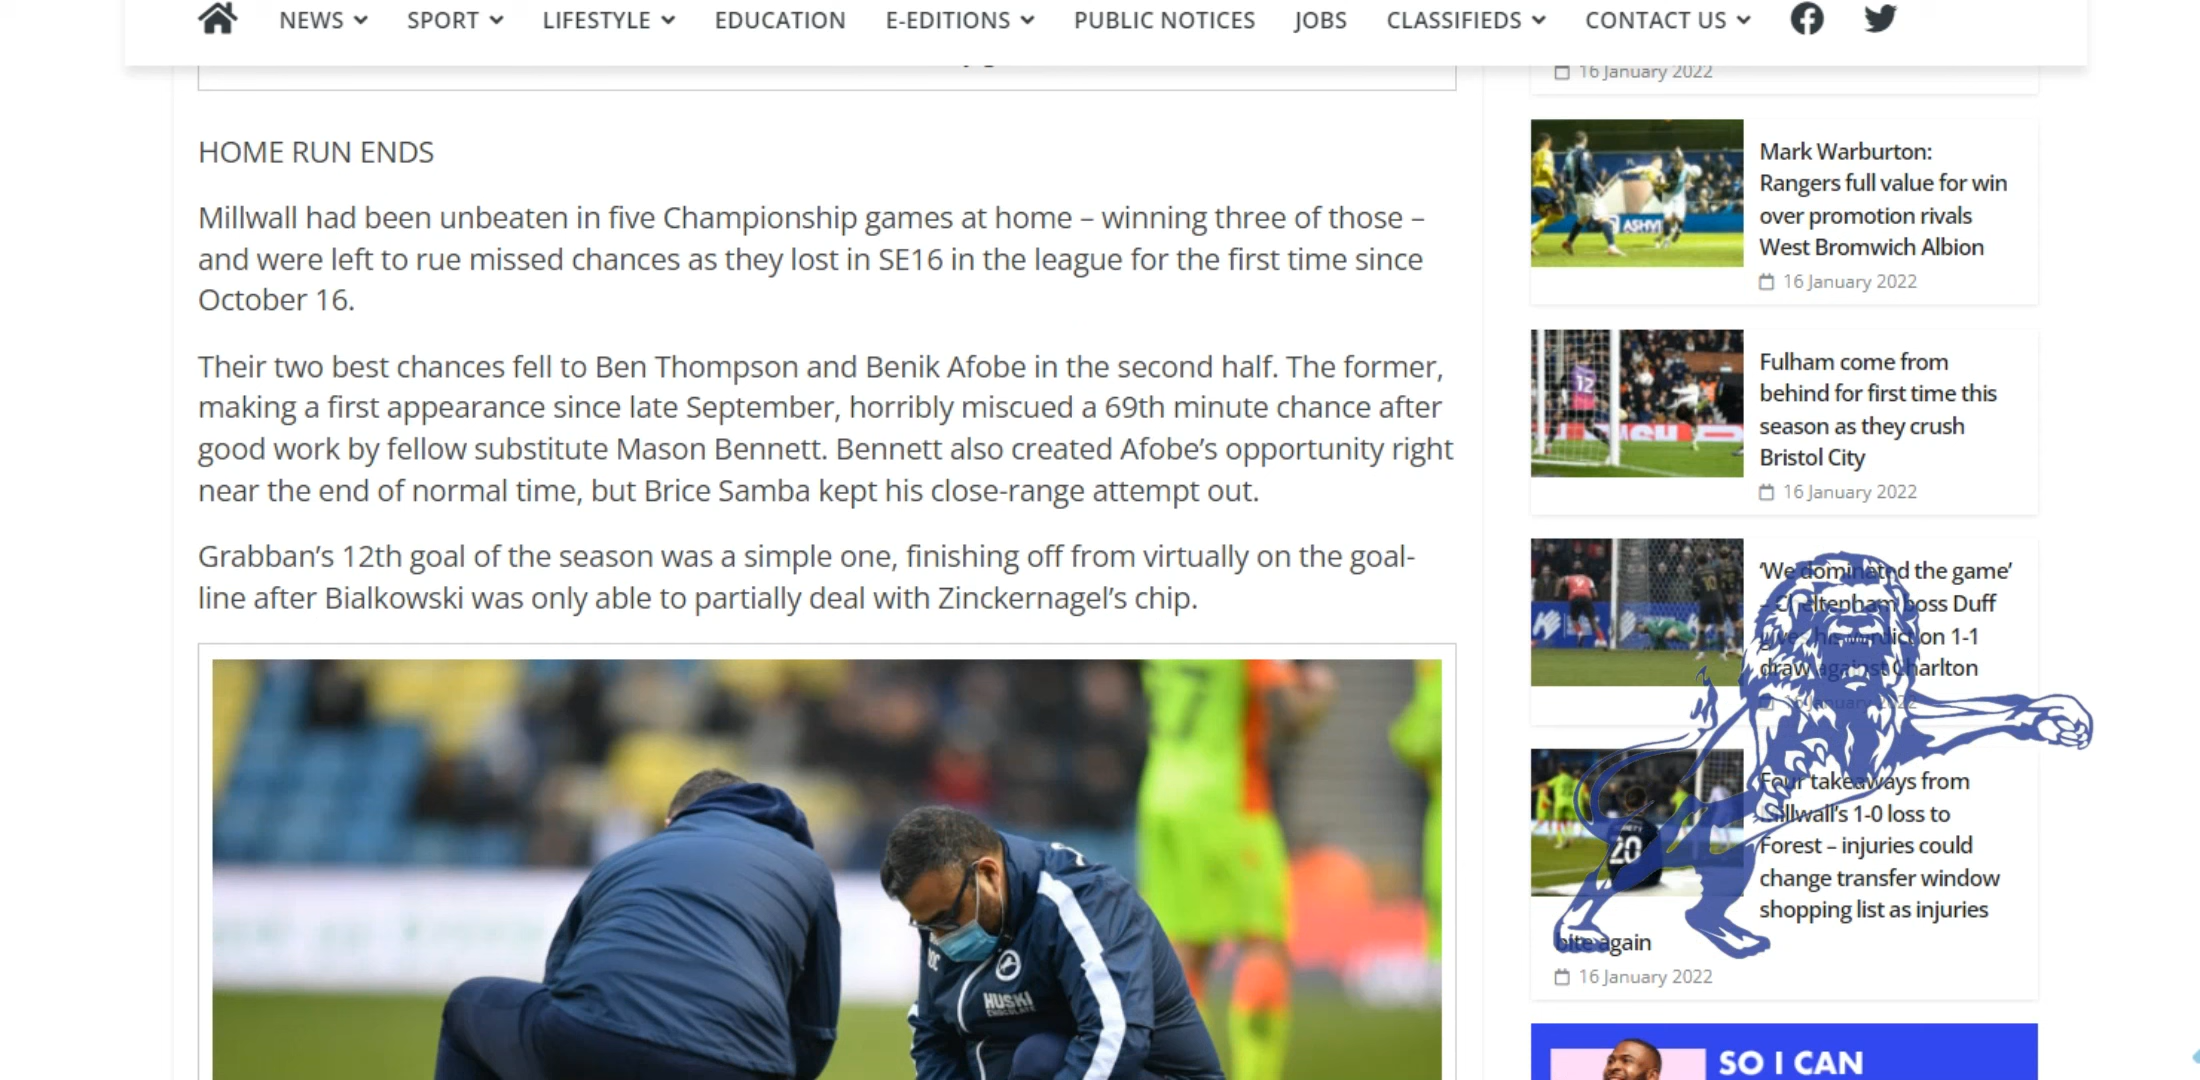 NEWS SPORT LIFESTYLE EDUCATION E-EDITIONS PUBLIC NOTICES JOBS CLASSIFIEDS CONTACT US
HOME RUN ENDS
Millwall had been unbeaten in five Championship games at home – winning three of those –
and were left to rue missed chances as they lost in SE16 in the league for the first time since
October 16.
Their two best chances fell to Ben Thompson and Benik Afobe in the second half. The former,
making a first appearance since late September, horribly miscued a 69th minute chance after
good work by fellow substitute Mason Bennett. Bennett also created Afobe’s opportunity right
near the end of normal time, but Brice Samba kept his close-range attempt out.
Grabban’s 12th goal of the season was a simple one, finishing off from virtually on the goal-
line after Bialkowski was only able to partially deal with Zinckernagel’s chip.
HUSKI
CHOCOLATE
16 January 2022
ASHVI
Mark Warburton:
Rangers full value for win
over promotion rivals
West Bromwich Albion
16 January 2022
12
Fulham come from
behind for first time this
season as they crush
Bristol City
16 January 2022
‘We dominated the game’
– Cheltenham boss Duff
gives his verdict on 1-1
draw against Charlton
16 January 2022
20
Four takeaways from
Millwall’s 1-0 loss to
Forest – injuries could
change transfer window
shopping list as injuries
bite again
16 January 2022
SO I CAN